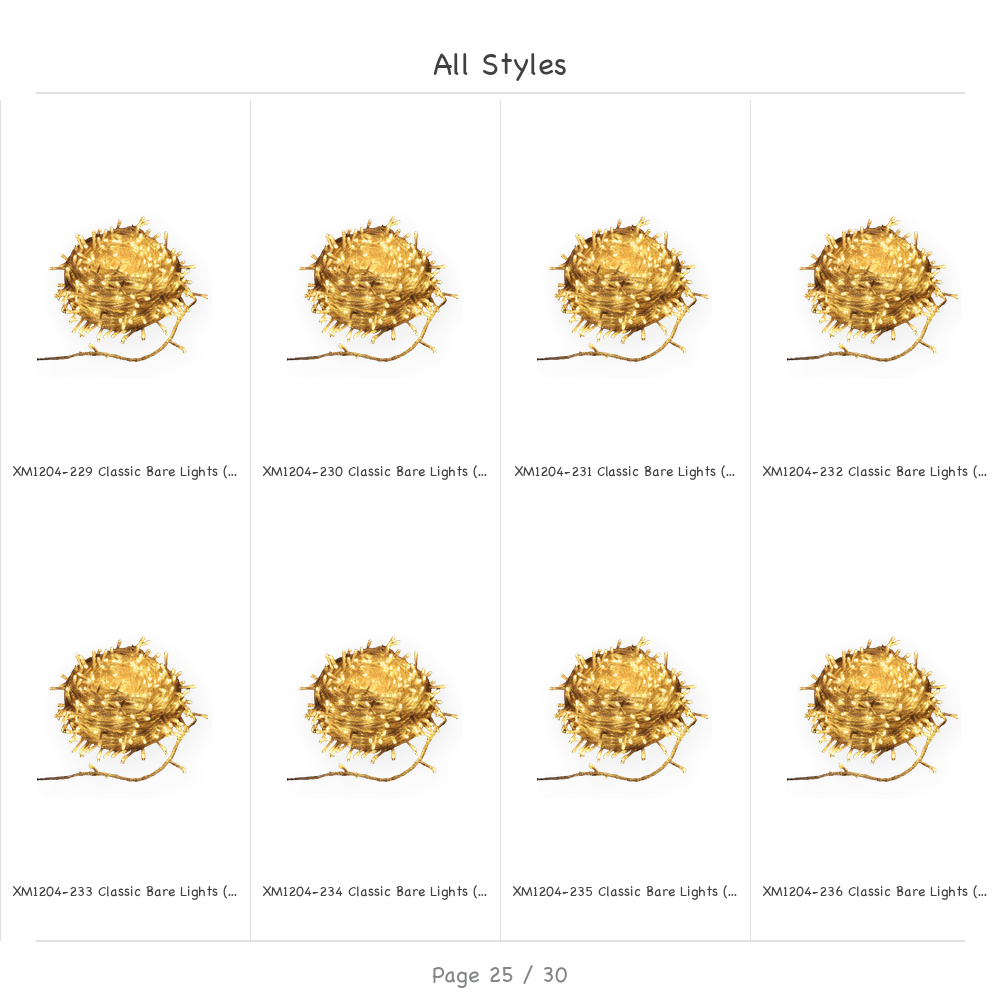 All Styles
XM1204-229 Classic Bare Lights (...
XM1204-230 Classic Bare Lights (...
XM1204-231 Classic Bare Lights (...
XM1204-232 Classic Bare Lights (...
XM1204-233 Classic Bare Lights (...
XM1204-234 Classic Bare Lights (...
XM1204-235 Classic Bare Lights (...
XM1204-236 Classic Bare Lights (...
Page 25 / 30